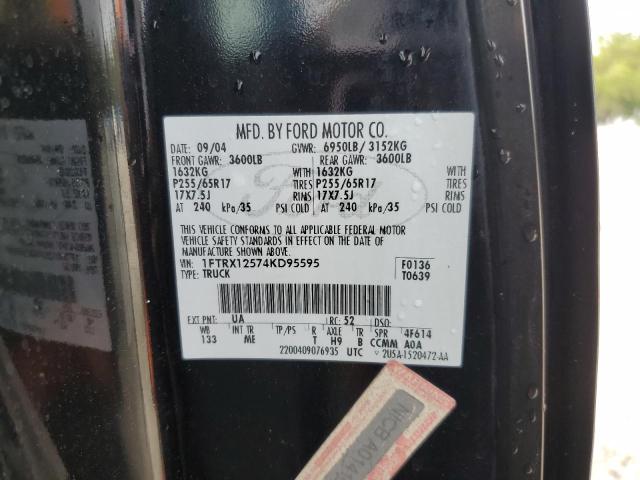 MFD. BY FORD MOTOR CO.
DATE: 09/04 GVWR: 6950LB/ 3152KG
FRONT GAWR: 3600LB REAR GAWR: 3600LB
1632KG WITH 1632KG WITH
P255/65R17 TIRES P255/65R17 TIRES
17X7.5J RIMS 17X7.5J RIMS
AT 240 kPa/35 PSI COLD AT 240 kPa/35 PSI COLD
Ford
THIS VEHICLE CONFORMS TO ALL APPLICABLE FEDERAL MOTOR
VEHICLE SAFETY STANDARDS IN EFFECT ON THE DATE OF
MANUFACTURE SHOWN ABOVE.
VIN: 1FTRX12574KD95595 F0136
TYPE: TRUCK T0639
EXT PNT: UA RC: 52 DSO:
WB INT TR TP/PS R AXLE TR SPR 4F614
133 ME T H9 B CCMM A0A
2200409076935 UTC 2U5A-1520472-AA
NICB A014